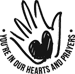 • YOU'RE IN OUR HEARTS AND PRAYERS •